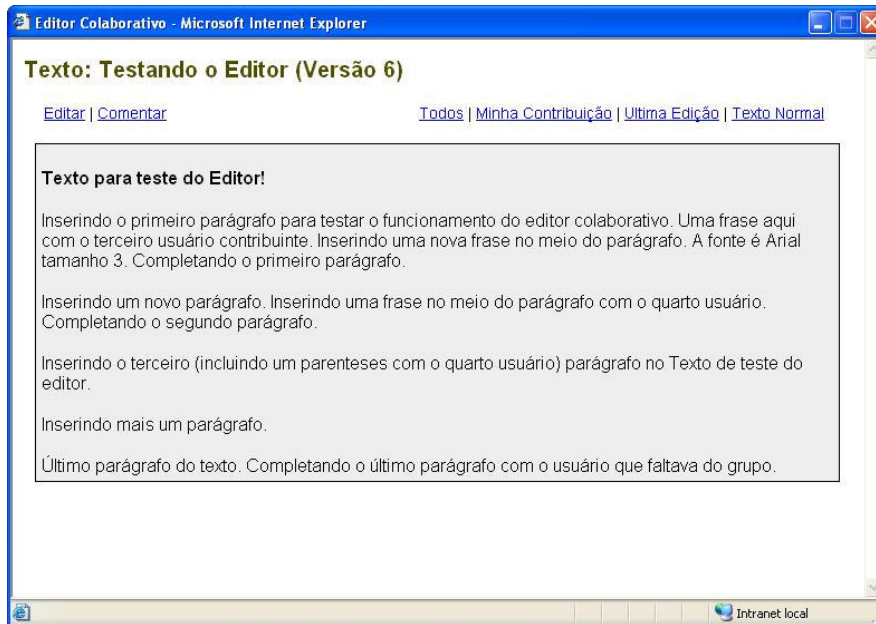 Editor Colaborativo - Microsoft Internet Explorer
Texto: Testando o Editor (Versão 6)
Editar | Comentar Todos | Minha Contribuição | Ultima Edição | Texto Normal
Texto para teste do Editor!
Inserindo o primeiro parágrafo para testar o funcionamento do editor colaborativo. Uma frase aqui
com o terceiro usuário contribuinte. Inserindo uma nova frase no meio do parágrafo. A fonte é Arial
tamanho 3. Completando o primeiro parágrafo.
Inserindo um novo parágrafo. Inserindo uma frase no meio do parágrafo com o quarto usuário.
Completando o segundo parágrafo.
Inserindo o terceiro (incluindo um parenteses com o quarto usuário) parágrafo no Texto de teste do
editor.
Inserindo mais um parágrafo.
Último parágrafo do texto. Completando o último parágrafo com o usuário que faltava do grupo.
Intranet local